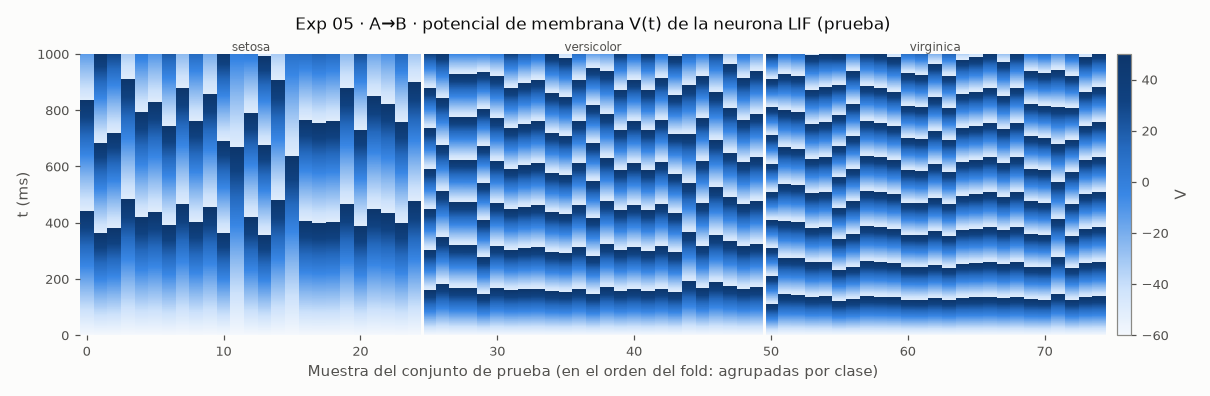 Exp 05 · A→B · potencial de membrana V(t) de la neurona LIF (prueba)
setosa versicolor virginica
1000
800
600
400
200
0
t (ms)
0 10 20 30 40 50 60 70
Muestra del conjunto de prueba (en el orden del fold: agrupadas por clase)
40
20
0
−20
−40
−60
V